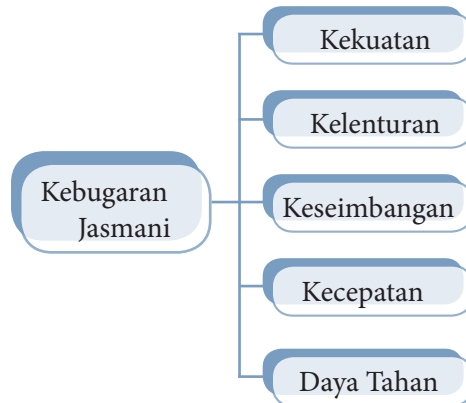 Kebugaran
Jasmani
Kekuatan
Kelenturan
Keseimbangan
Kecepatan
Daya Tahan